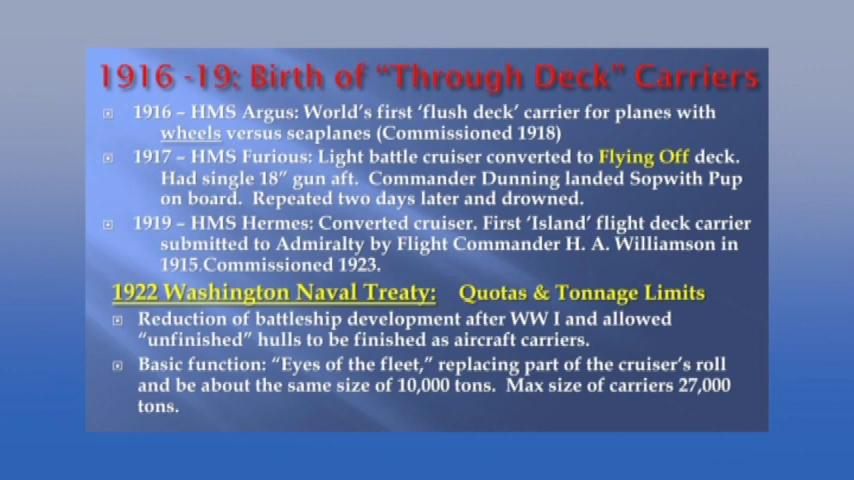 1916 -19: Birth of “Through Deck” Carriers
1916 – HMS Argus: World’s first ‘flush deck’ carrier for planes with
wheels versus seaplanes (Commissioned 1918)
1917 – HMS Furious: Light battle cruiser converted to Flying Off deck.
Had single 18” gun aft. Commander Dunning landed Sopwith Pup
on board. Repeated two days later and drowned.
1919 – HMS Hermes: Converted cruiser. First ‘Island’ flight deck carrier
submitted to Admiralty by Flight Commander H. A. Williamson in
1915.Commissioned 1923.
1922 Washington Naval Treaty: Quotas & Tonnage Limits
Reduction of battleship development after WW I and allowed
“unfinished” hulls to be finished as aircraft carriers.
Basic function: “Eyes of the fleet,” replacing part of the cruiser’s roll
and be about the same size of 10,000 tons. Max size of carriers 27,000
tons.